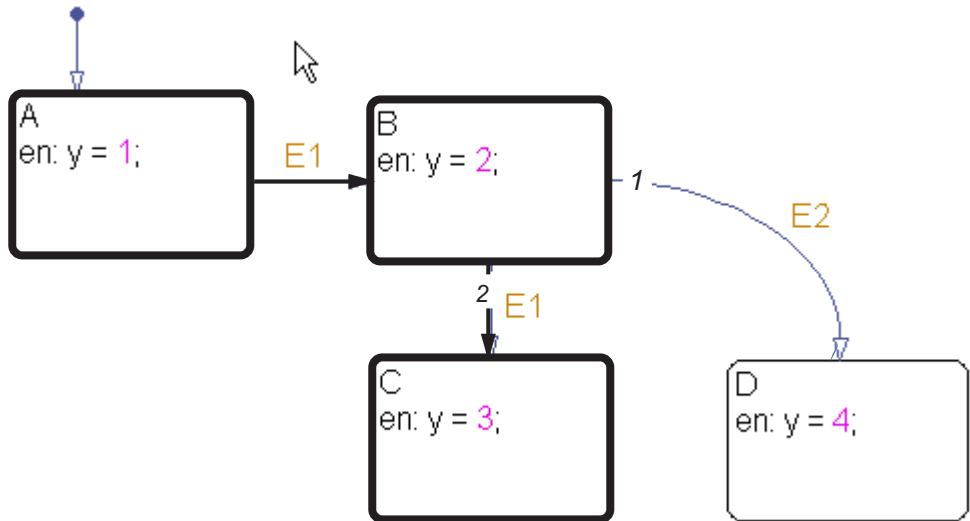 A
en: y = 1;
E1
B
en: y = 2;
1
E2
2
E1
C
en: y = 3;
D
en: y = 4;